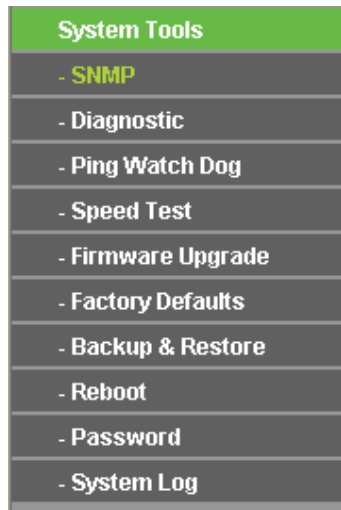 System Tools
- SNMP
- Diagnostic
- Ping Watch Dog
- Speed Test
- Firmware Upgrade
- Factory Defaults
- Backup & Restore
- Reboot
- Password
- System Log